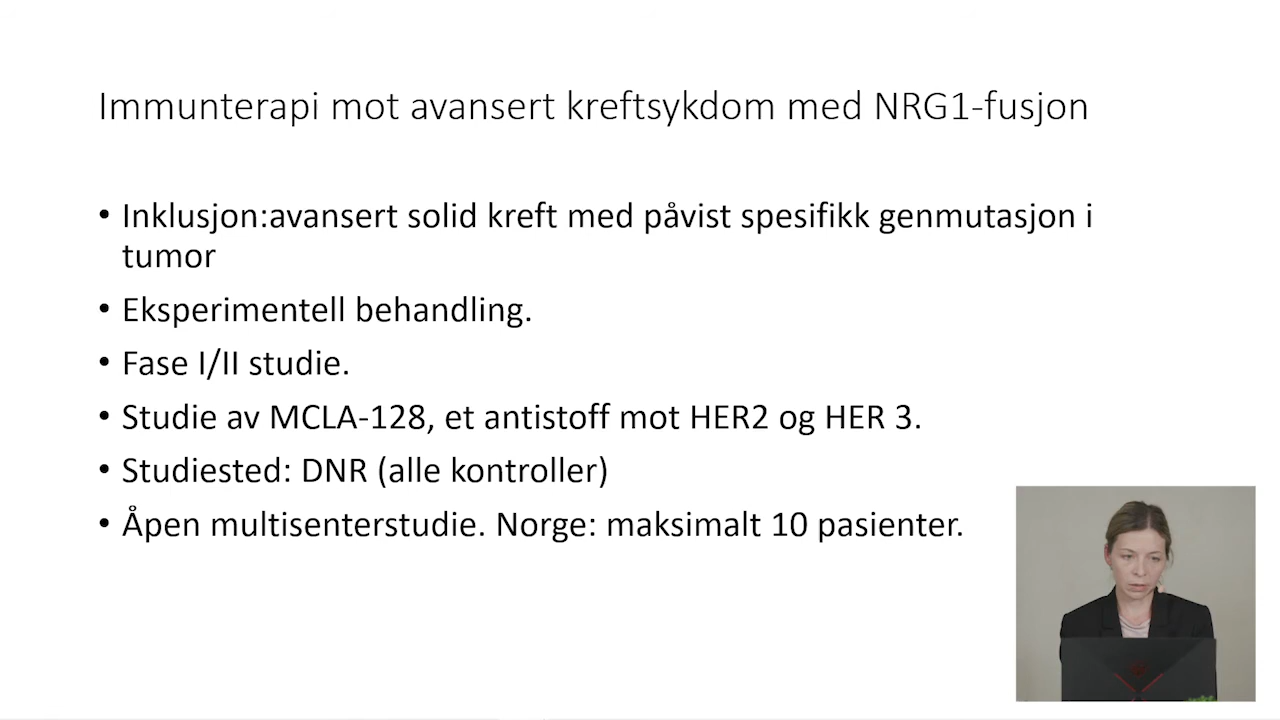 Immunterapi mot avansert kreftsykdom med NRG1-fusjon
• Inklusjon:avansert solid kreft med påvist spesifikk genmutasjon i
tumor
• Eksperimentell behandling.
• Fase I/II studie.
• Studie av MCLA-128, et antistoff mot HER2 og HER 3.
• Studiested: DNR (alle kontroller)
• Åpen multisenterstudie. Norge: maksimalt 10 pasienter.